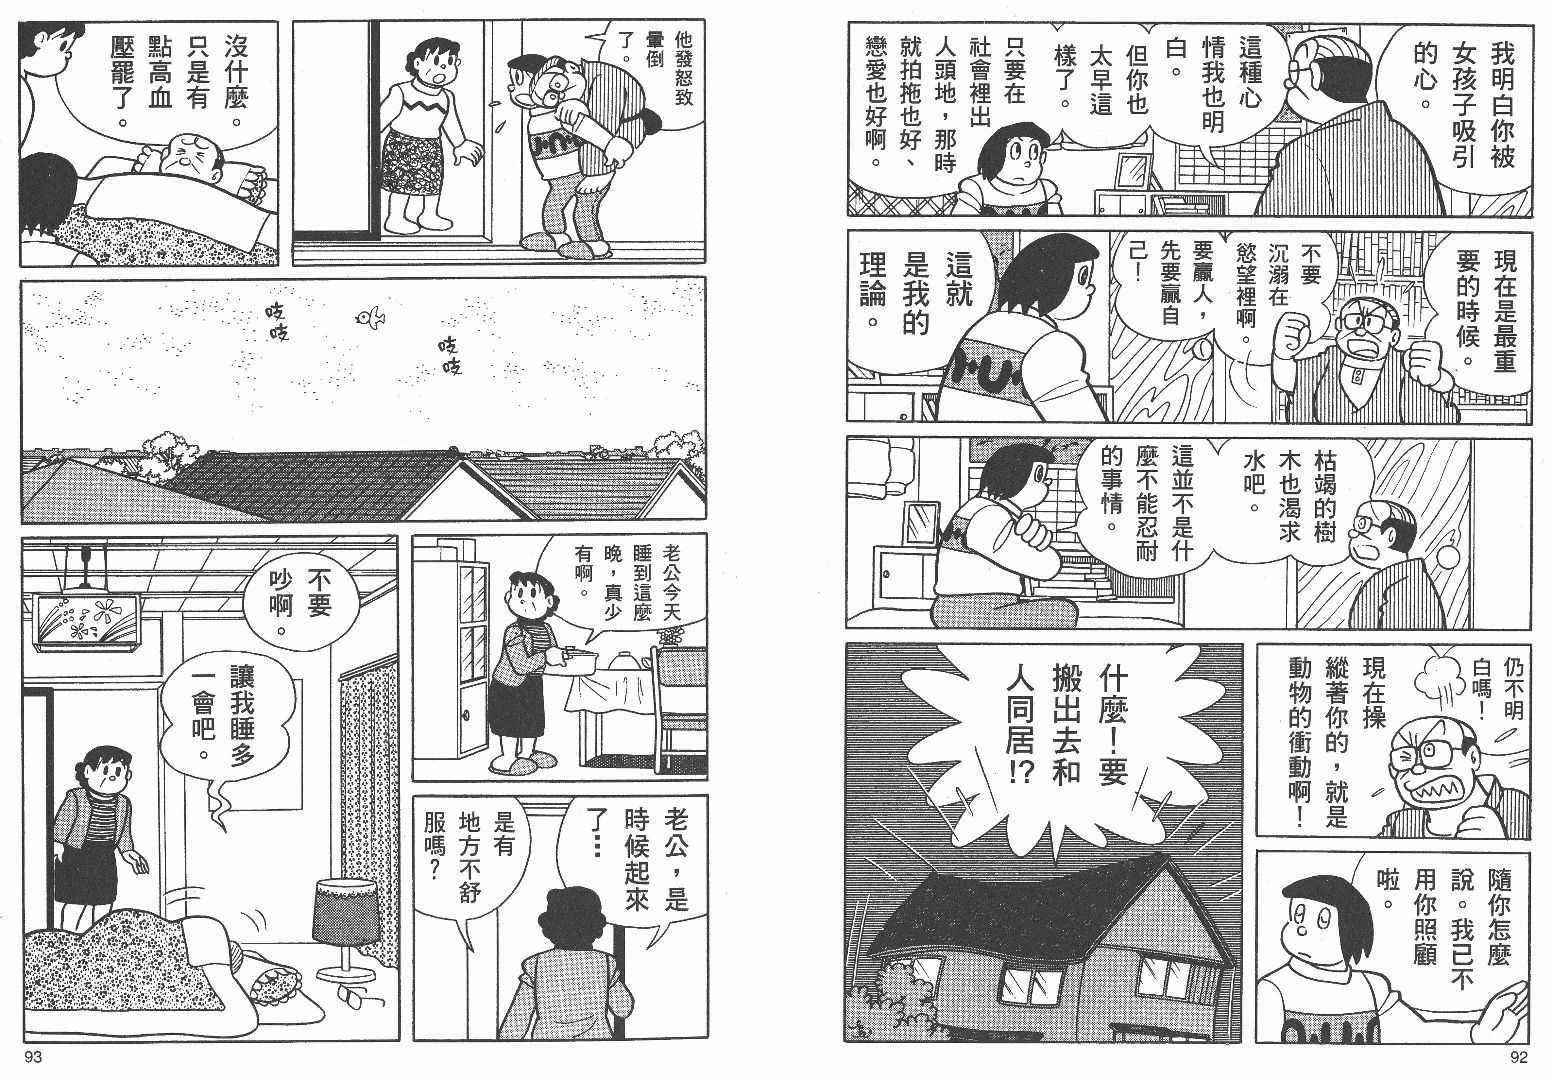 我明白你被
女孩子吸引
的心。
這種心
情我也明
白。
但你也
太早這
樣了。
只要在
社會裡出
人頭地，那時
就拍拖也好、
戀愛也好啊。
現在是最重
要的時候。
不要
沉溺在
慾望裡啊。
要贏人，
先要贏自
己！
這就
是我的
理論。
枯竭的樹
木也渴求
水吧。
這並不是什
麼不能忍耐
的事情。
仍不明
白嗎！
現在操
縱著你的，就是
動物的衝動啊！
隨你怎麼
說。我已不
用你照顧
啦。
什麼！要
搬出去和
人同居!?
92
他發怒致
暈倒
了。
沒什麼。
只是有
點高血
壓罷了。
吱吱
吱吱
老公今天
睡到這麼
晚，真少
有啊。
老公，是
時候起來
了…
是有
地方不舒
服嗎？
不要
吵啊。
讓我睡多
一會吧。
93